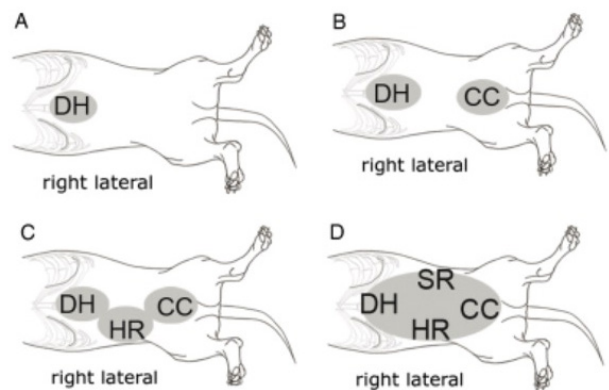 A
DH
right lateral
B
DH CC
right lateral
C
DH CC
HR
right lateral
D
SR
DH CC
HR
right lateral